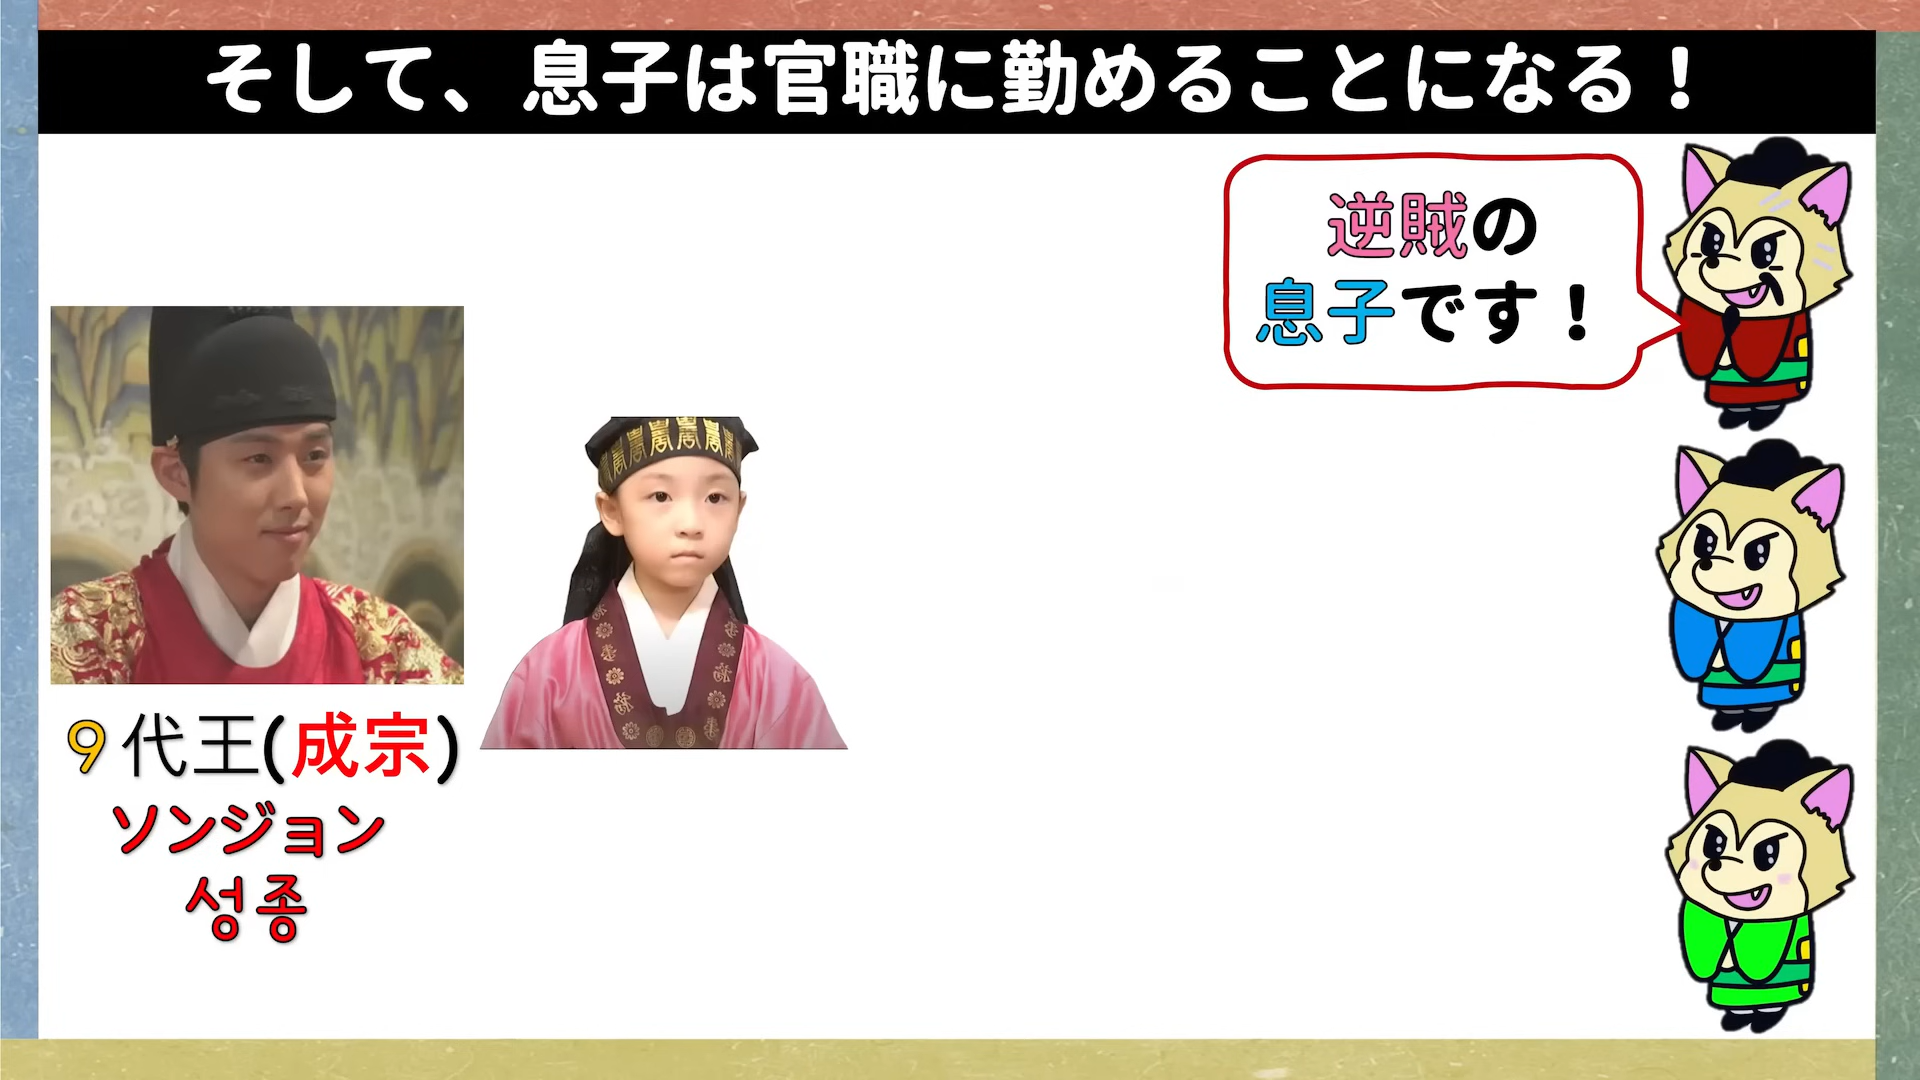 そして、息子は官職に勤めることになる！
逆賊の
息子です！
9代王(成宗)
ソンジョン
성종